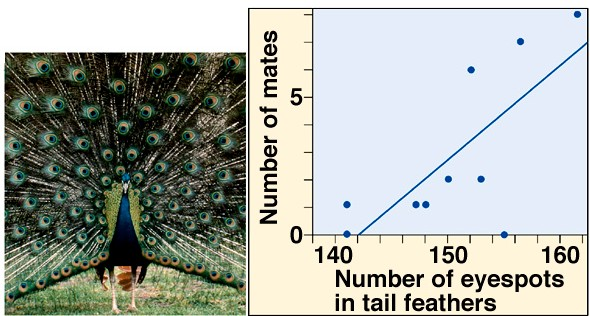 Number of mates
5
0
140 150 160
Number of eyespots
in tail feathers